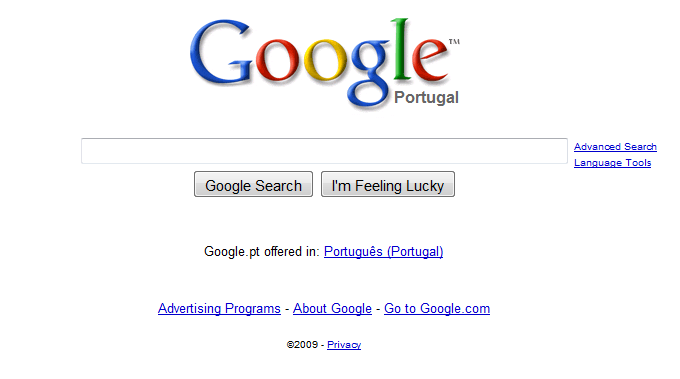 Google™
Portugal
Advanced Search
Language Tools
Google Search I'm Feeling Lucky
Google.pt offered in: Português (Portugal)
Advertising Programs - About Google - Go to Google.com
©2009 - Privacy